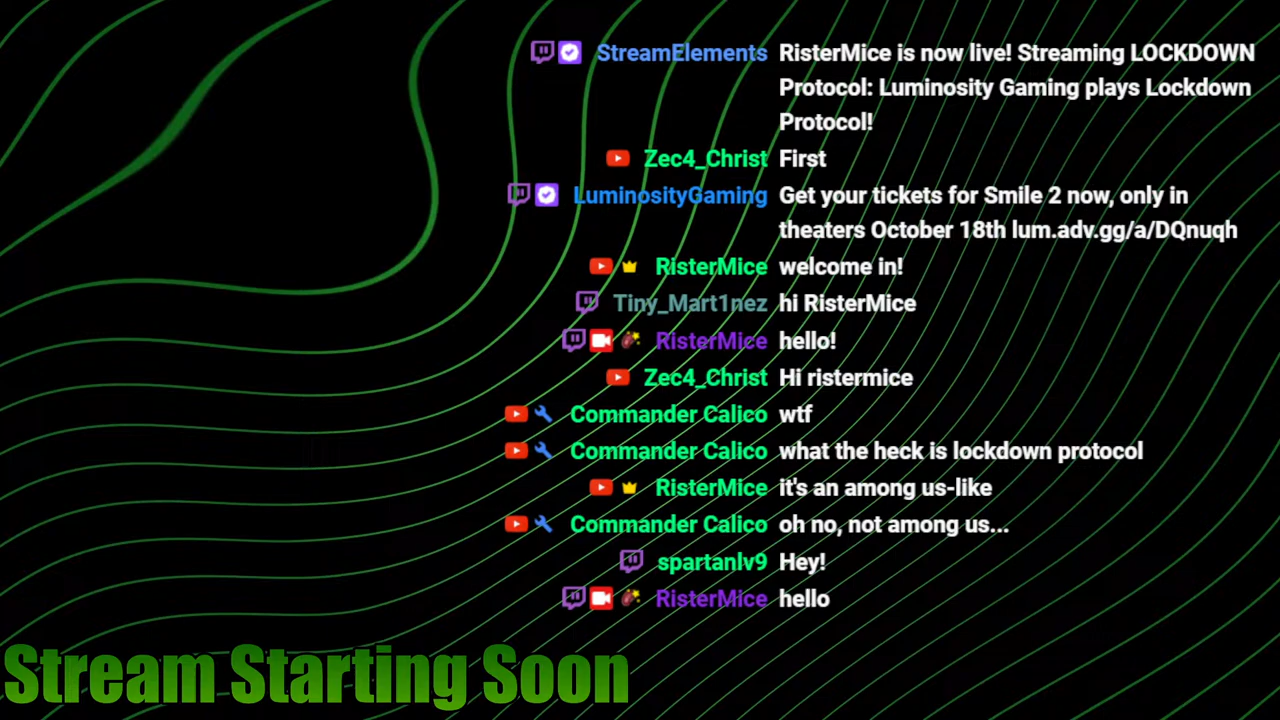 StreamElements RisterMice is now live! Streaming LOCKDOWN
Protocol: Luminosity Gaming plays Lockdown
Protocol!
Zec4_Christ First
LuminosityGaming Get your tickets for Smile 2 now, only in
theaters October 18th lum.adv.gg/a/DQnuqh
RisterMice welcome in!
Tiny_Mart1nez hi RisterMice
RisterMice hello!
Zec4_Christ Hi ristermice
Commander Calico wtf
Commander Calico what the heck is lockdown protocol
RisterMice it's an among us-like
Commander Calico oh no, not among us...
spartanlv9 Hey!
RisterMice hello
Stream Starting Soon